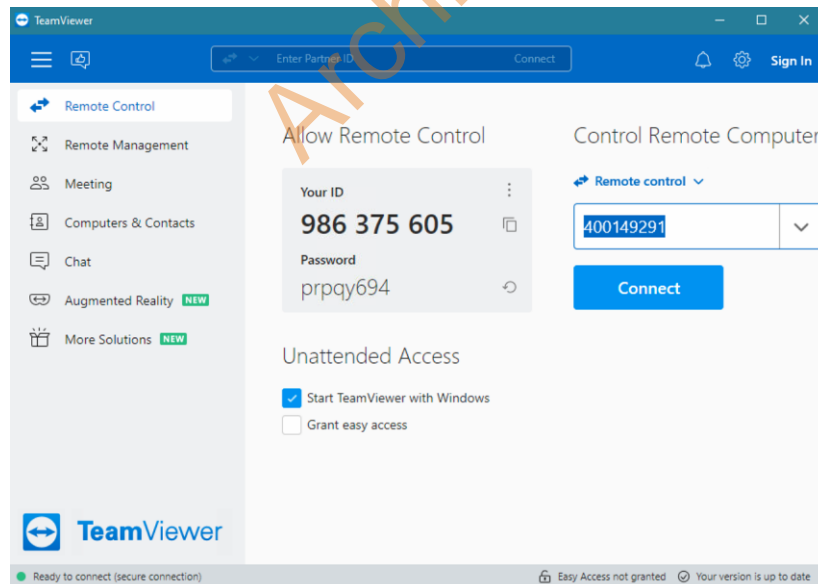 TeamViewer
Enter Partner ID
Connect
Sign In
Remote Control
Remote Management
Meeting
Computers & Contacts
Chat
Augmented Reality NEW
More Solutions NEW
TeamViewer
Allow Remote Control
Your ID
986 375 605
Password
prpqy694
Unattended Access
Start TeamViewer with Windows
Grant easy access
Control Remote Computer
Remote control
400149291
Connect
Ready to connect (secure connection)
Easy Access not granted
Your version is up to date
Archi